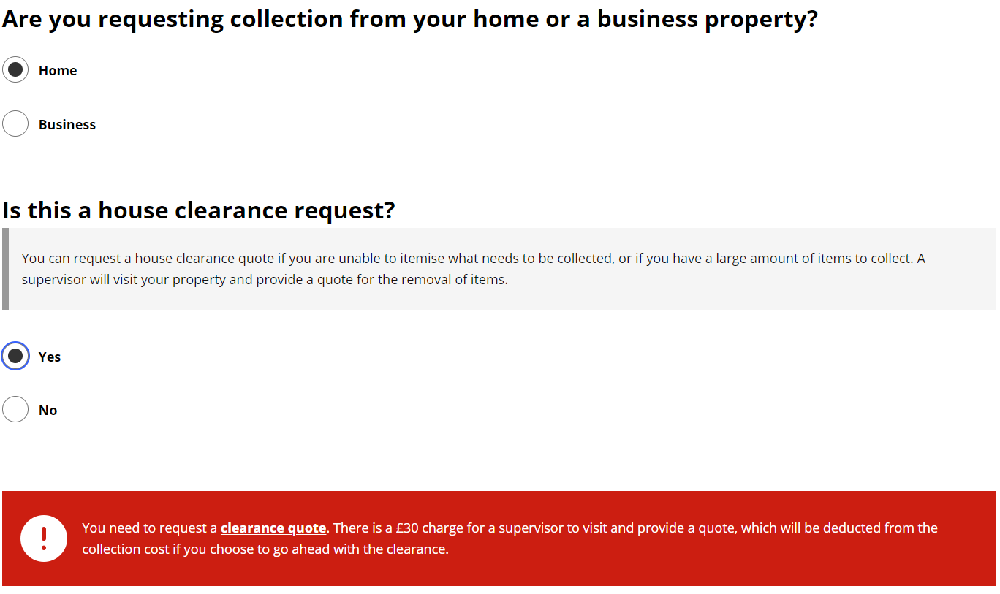 Are you requesting collection from your home or a business property?
Home
Business
Is this a house clearance request?
You can request a house clearance quote if you are unable to itemise what needs to be collected, or if you have a large amount of items to collect. A
supervisor will visit your property and provide a quote for the removal of items.
Yes
No
You need to request a clearance quote. There is a £30 charge for a supervisor to visit and provide a quote, which will be deducted from the
collection cost if you choose to go ahead with the clearance.